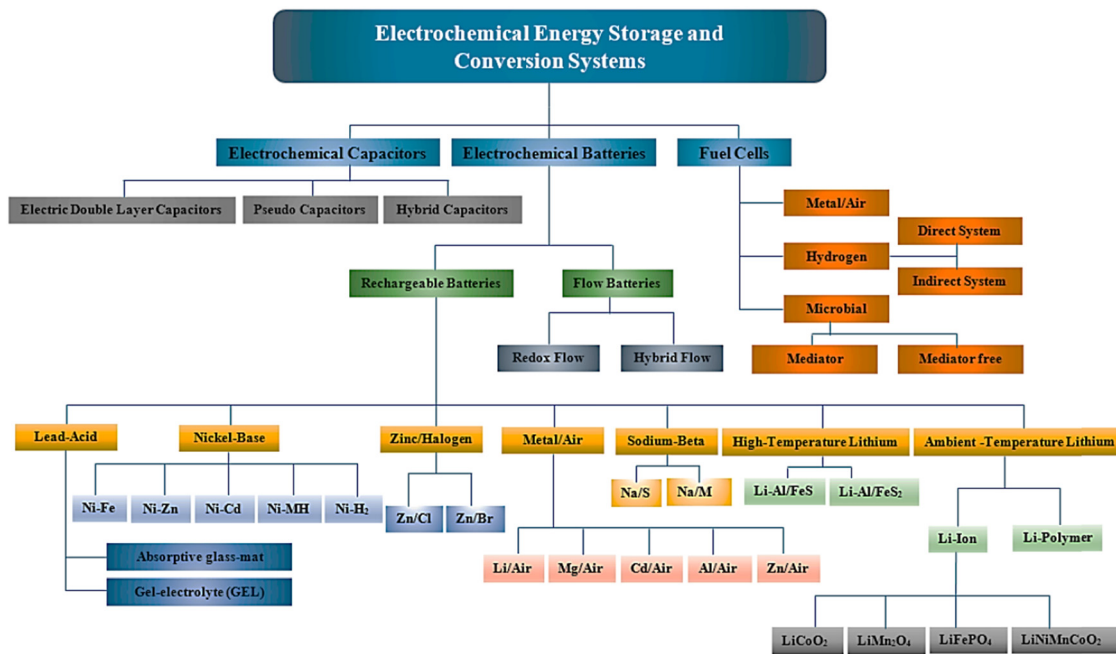 Electrochemical Energy Storage and
Conversion Systems
Electrochemical Capacitors
Electrochemical Batteries
Fuel Cells
Electric Double Layer Capacitors
Pseudo Capacitors
Hybrid Capacitors
Metal/Air
Direct System
Hydrogen
Indirect System
Microbial
Mediator
Mediator free
Rechargeable Batteries
Flow Batteries
Redox Flow
Hybrid Flow
Lead-Acid
Nickel-Base
Zinc/Halogen
Metal/Air
Sodium-Beta
High-Temperature Lithium
Ambient -Temperature Lithium
Ni-Fe
Ni-Zn
Ni-Cd
Ni-MH
Ni-H₂
Zn/Cl
Zn/Br
Na/S
Na/M
Li-Al/FeS
Li-Al/FeS₂
Li-Ion
Li-Polymer
Absorptive glass-mat
Gel-electrolyte (GEL)
Li/Air
Mg/Air
Cd/Air
Al/Air
Zn/Air
LiCoO₂
LiMn₂O₄
LiFePO₄
LiNiMnCoO₂